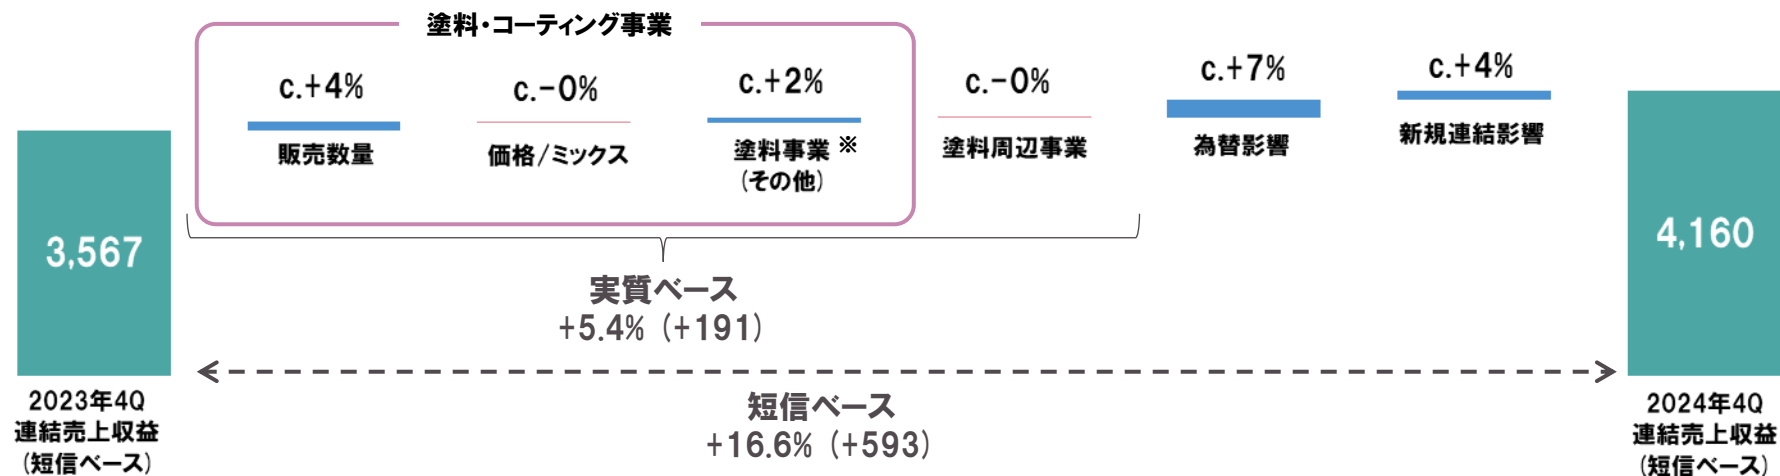 塗料・コーティング事業
c.+4%
販売数量
c.-0%
価格/ミックス
c.+2%
塗料事業 ※
(その他)
c.-0%
塗料周辺事業
c.+7%
為替影響
c.+4%
新規連結影響
3,567
4,160
実質ベース
+5.4% (+191)
短信ベース
+16.6% (+593)
2023年4Q
連結売上収益
(短信ベース)
2024年4Q
連結売上収益
(短信ベース)